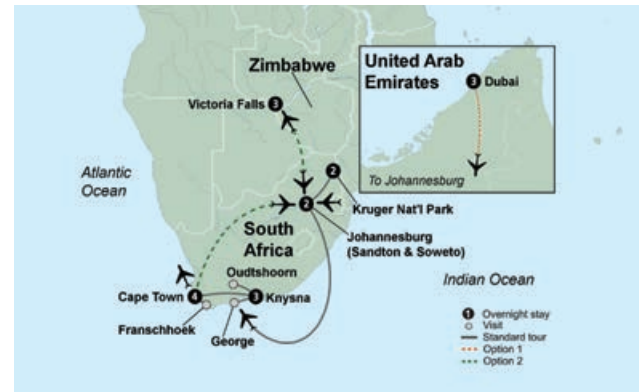 Zimbabwe
Victoria Falls 3
United Arab
Emirates
3 Dubai
To Johannesburg
Atlantic
Ocean
2
Kruger Nat'l Park
2
Johannesburg
(Sandton & Soweto)
South
Africa
Oudtshoorn
Cape Town 4
3 Knysna
Franschhoek
George
Indian Ocean
1 Overnight stay
Visit
Standard tour
Option 1
Option 2